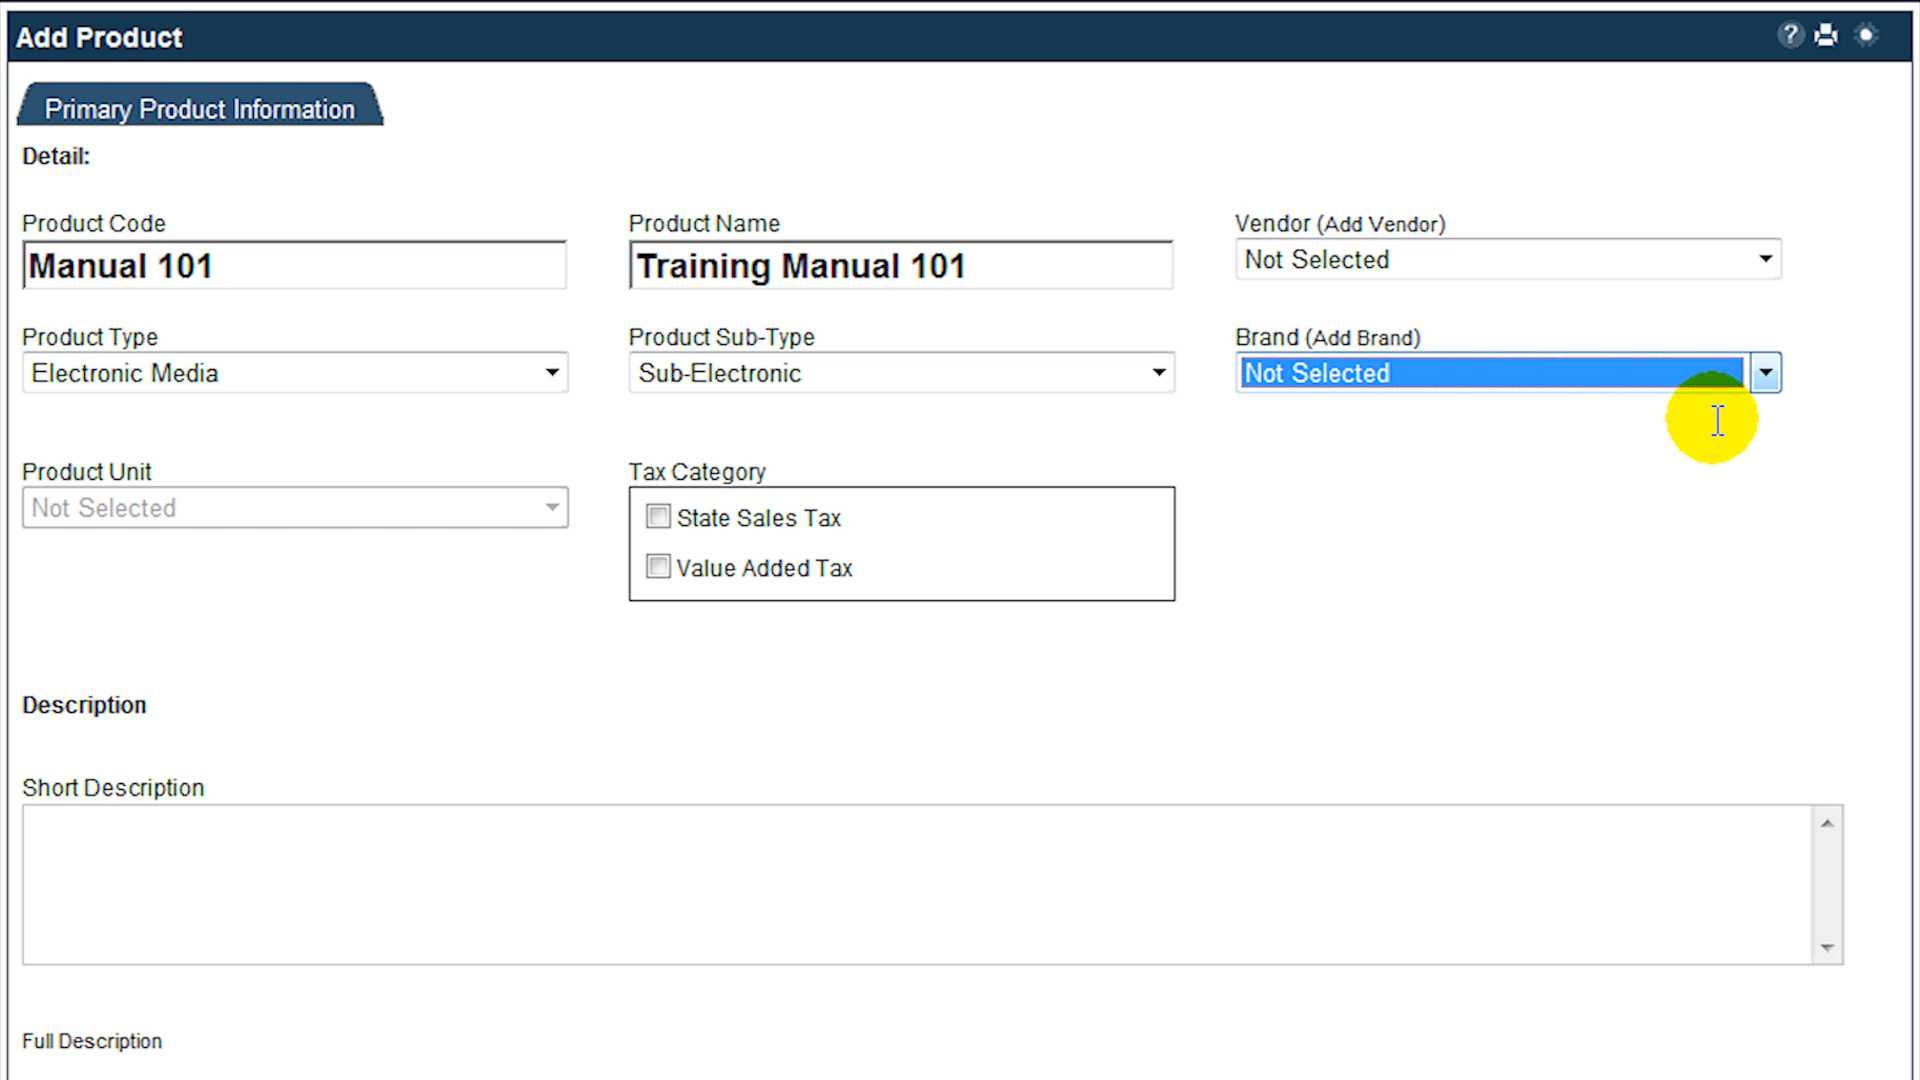 Add Product
Primary Product Information
Detail:
Product Code
Product Name
Vendor (Add Vendor)
Manual 101
Training Manual 101
Not Selected
Product Type
Product Sub-Type
Brand (Add Brand)
Electronic Media
Sub-Electronic
Not Selected
Product Unit
Tax Category
Not Selected
State Sales Tax
Value Added Tax
Description
Short Description
Full Description